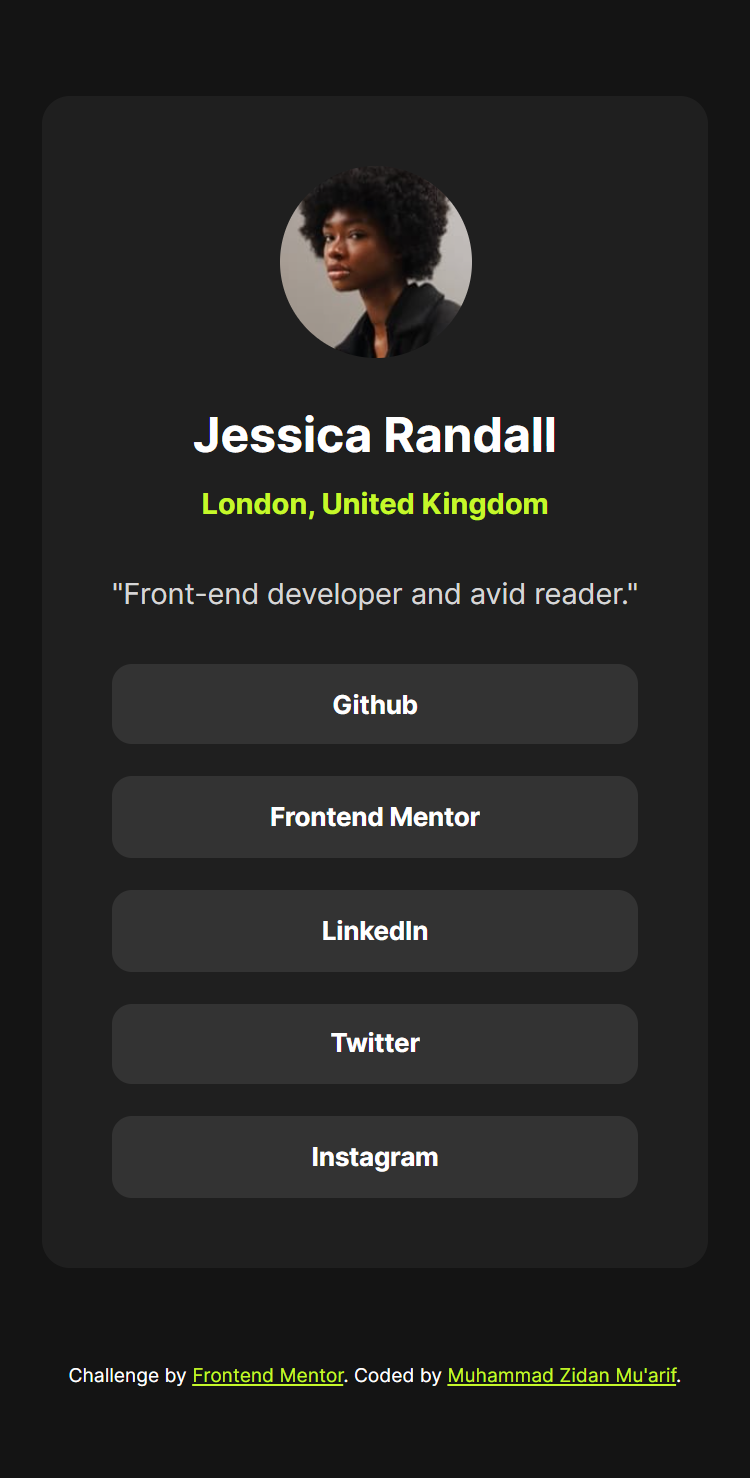 Jessica Randall
London, United Kingdom
"Front-end developer and avid reader."
Github
Frontend Mentor
LinkedIn
Twitter
Instagram
Challenge by Frontend Mentor. Coded by Muhammad Zidan Mu'arif.